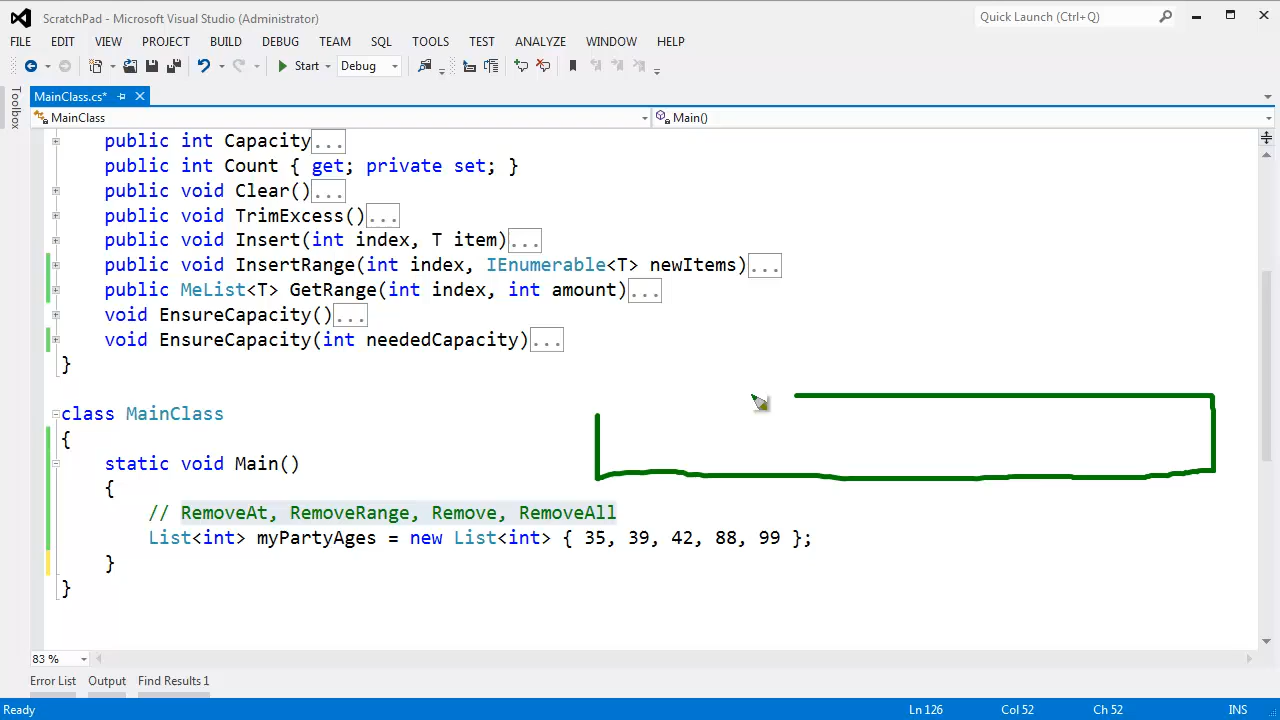 ScratchPad - Microsoft Visual Studio (Administrator)
Quick Launch (Ctrl+Q)
FILE EDIT VIEW PROJECT BUILD DEBUG TEAM SQL TOOLS TEST ANALYZE WINDOW HELP
Start Debug
Toolbox
MainClass.cs*
MainClass Main()
public int Capacity...
public int Count { get; private set; }
public void Clear()...
public void TrimExcess()...
public void Insert(int index, T item)...
public void InsertRange(int index, IEnumerable<T> newItems)...
public MeList<T> GetRange(int index, int amount)...
void EnsureCapacity()...
void EnsureCapacity(int neededCapacity)...
}
class MainClass
{
static void Main()
{
// RemoveAt, RemoveRange, Remove, RemoveAll
List<int> myPartyAges = new List<int> { 35, 39, 42, 88, 99 };
}
}
83 %
Error List Output Find Results 1
Ready Ln 126 Col 52 Ch 52 INS